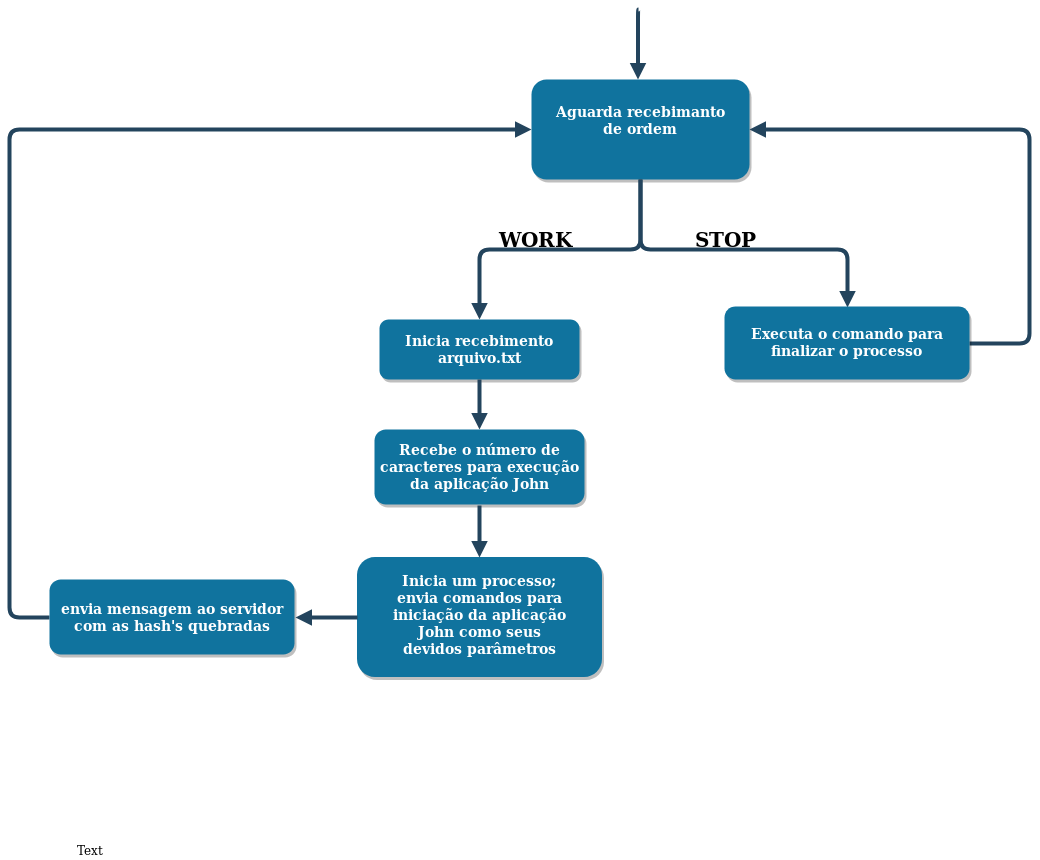 Aguarda recebimanto
de ordem
WORK
STOP
Inicia recebimento
arquivo.txt
Executa o comando para
finalizar o processo
Recebe o número de
caracteres para execução
da aplicação John
Inicia um processo;
envia comandos para
iniciação da aplicação
John como seus
devidos parâmetros
envia mensagem ao servidor
com as hash's quebradas
Text